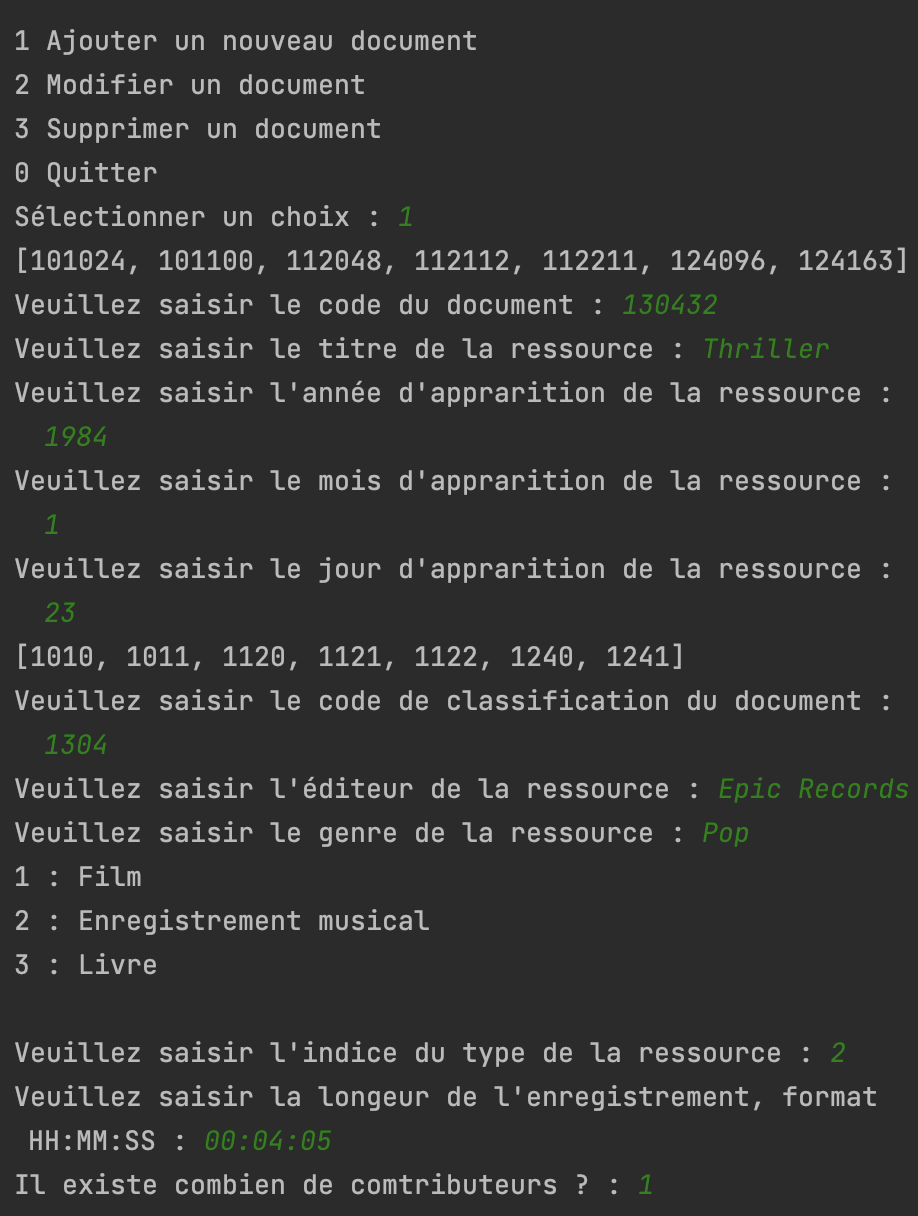 1 Ajouter un nouveau document
2 Modifier un document
3 Supprimer un document
0 Quitter
Sélectionner un choix : 1
[101024, 101100, 112048, 112112, 112211, 124096, 124163]
Veuillez saisir le code du document : 130432
Veuillez saisir le titre de la ressource : Thriller
Veuillez saisir l'année d'apprarition de la ressource :
1984
Veuillez saisir le mois d'apprarition de la ressource :
1
Veuillez saisir le jour d'apprarition de la ressource :
23
[1010, 1011, 1120, 1121, 1122, 1240, 1241]
Veuillez saisir le code de classification du document :
1304
Veuillez saisir l'éditeur de la ressource : Epic Records
Veuillez saisir le genre de la ressource : Pop
1 : Film
2 : Enregistrement musical
3 : Livre
Veuillez saisir l'indice du type de la ressource : 2
Veuillez saisir la longeur de l'enregistrement, format
HH:MM:SS : 00:04:05
Il existe combien de comtributeurs ? : 1